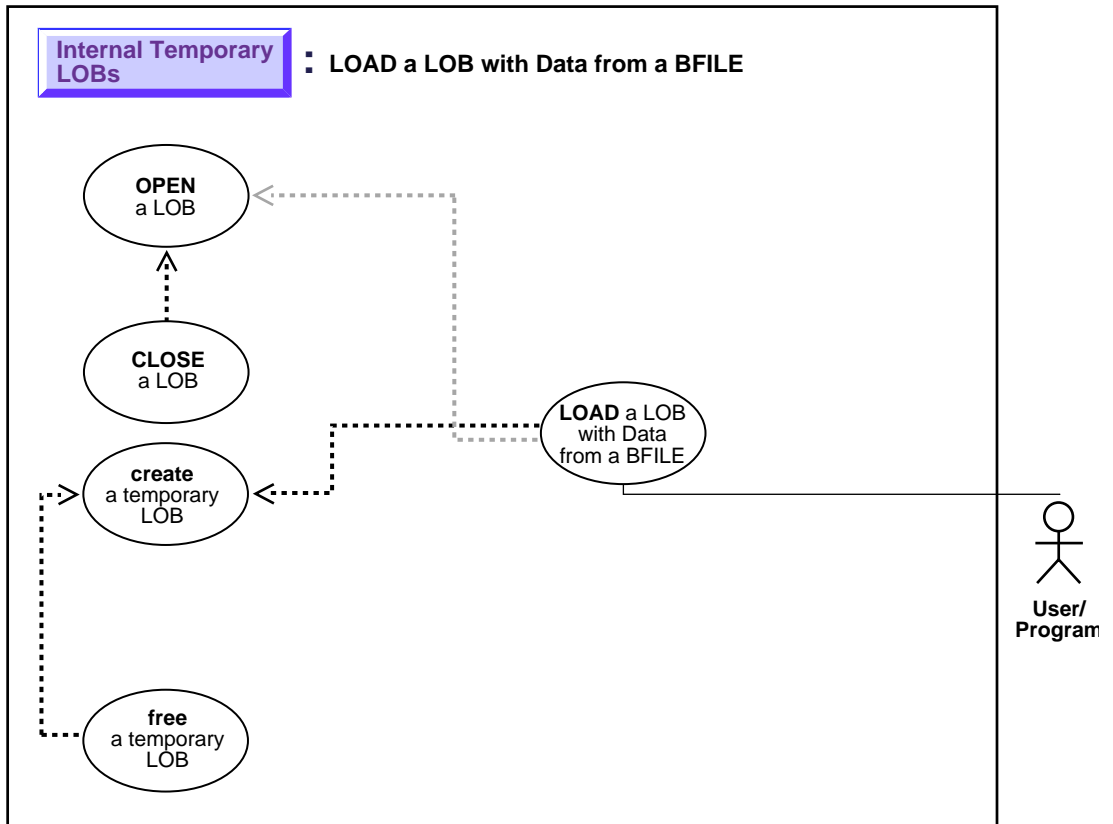 Internal Temporary
LOBs
: LOAD a LOB with Data from a BFILE
OPEN
a LOB
CLOSE
a LOB
LOAD a LOB
with Data
from a BFILE
create
a temporary
LOB
User/
Program
free
a temporary
LOB